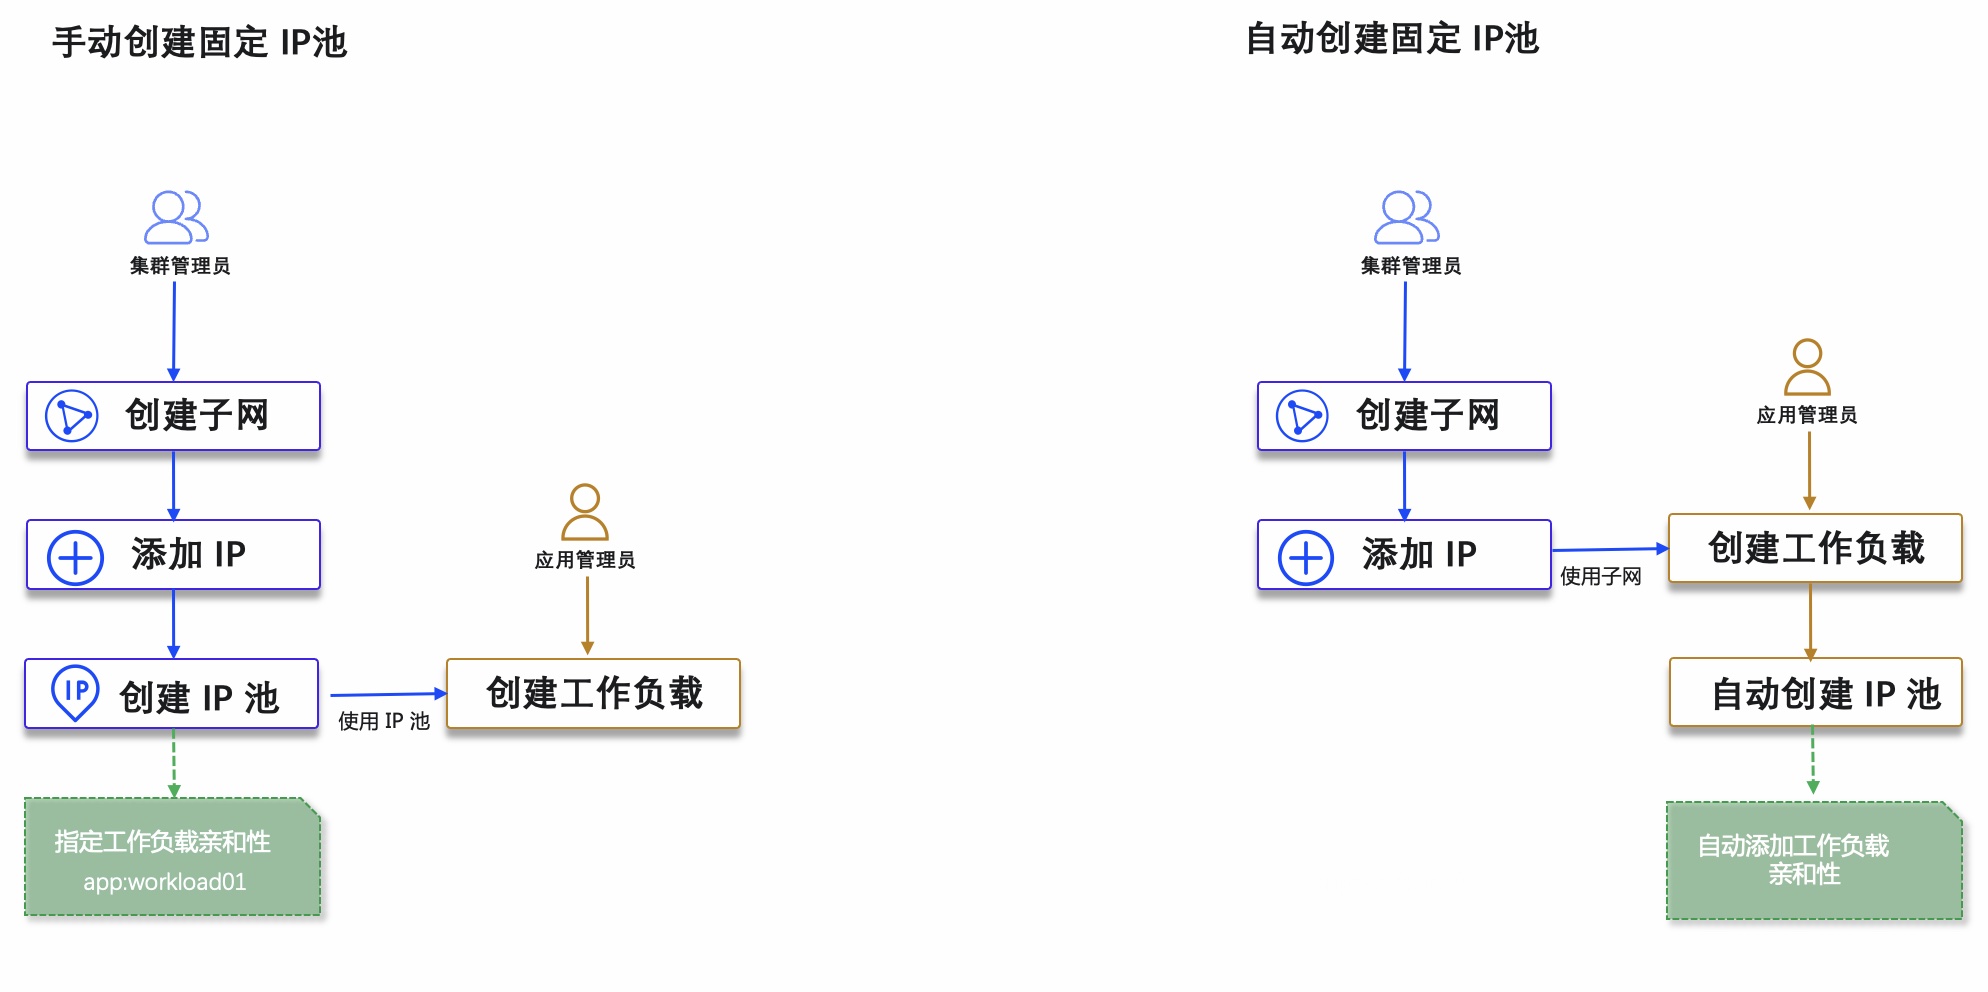 手动创建固定 IP池
集群管理员
创建子网
添加 IP
应用管理员
创建 IP 池
使用 IP 池
创建工作负载
指定工作负载亲和性
app:workload01
自动创建固定 IP池
集群管理员
创建子网
应用管理员
添加 IP
使用子网
创建工作负载
自动创建 IP 池
自动添加工作负载
亲和性